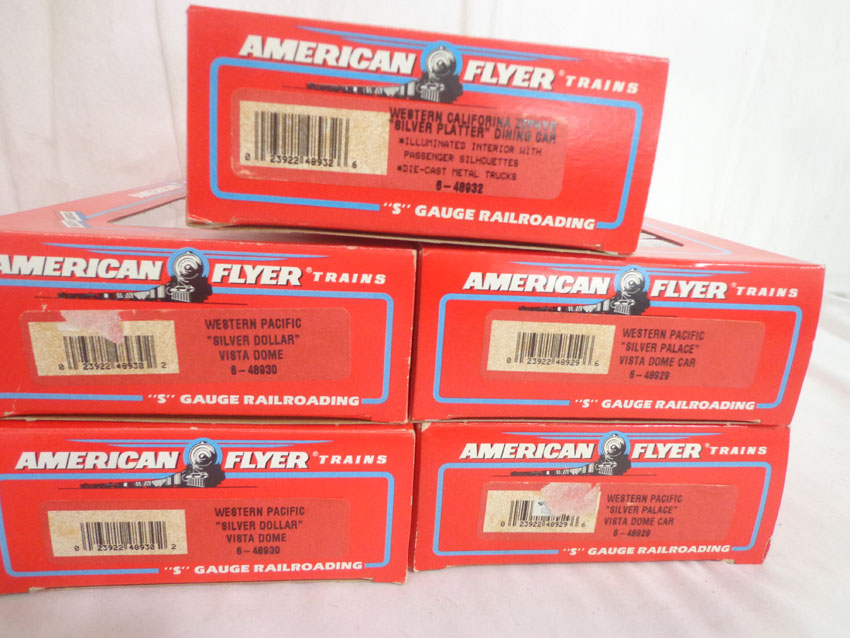 AMERICAN FLYER® TRAINS
WESTERN CALIFORINA
"SILVER PLATTER" DINING CAR
*ILLUMINATED INTERIOR WITH
PASSENGER SILHOUETTES
*DIE-CAST METAL TRUCKS
6-48932
0 23922 48932 6
"S" GAUGE RAILROADING
AMERICAN FLYER® TRAINS
WESTERN PACIFIC
"SILVER DOLLAR"
VISTA DOME
6-48930
0 23922 48930 2
"S" GAUGE RAILROADING
AMERICAN FLYER® TRAINS
WESTERN PACIFIC
"SILVER PALACE"
VISTA DOME CAR
6-48929
0 23922 48929 6
"S" GAUGE RAILROADING
AMERICAN FLYER® TRAINS
WESTERN PACIFIC
"SILVER DOLLAR"
VISTA DOME
6-48930
0 23922 48930 2
"S" GAUGE RAILROADING
AMERICAN FLYER® TRAINS
WESTERN PACIFIC
"SILVER PALACE"
VISTA DOME CAR
6-48929
0 23922 48929 6
"S" GAUGE RAILROADING